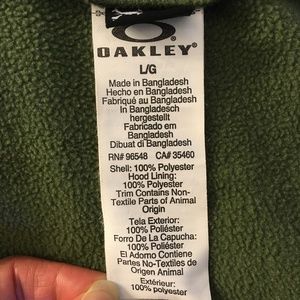 OAKLEY®
L/G
Made in Bangladesh
Hecho en Bangladesh
Fabriqué au Bangladesh
In Bangladesch
hergestellt
Fabricado em
Bangladesh
Dibuat di Bangladesh
RN# 96548 CA# 35460
Shell: 100% Polyester
Hood Lining:
100% Polyester
Trim Contains Non-
Textile Parts of Animal
Origin
Tela Exterior:
100% Poliéster
Forro De La Capucha:
100% Poliéster
El Adorno Contiene
Partes No-Textiles de
Origen Animal
Extérieur:
100% polyester